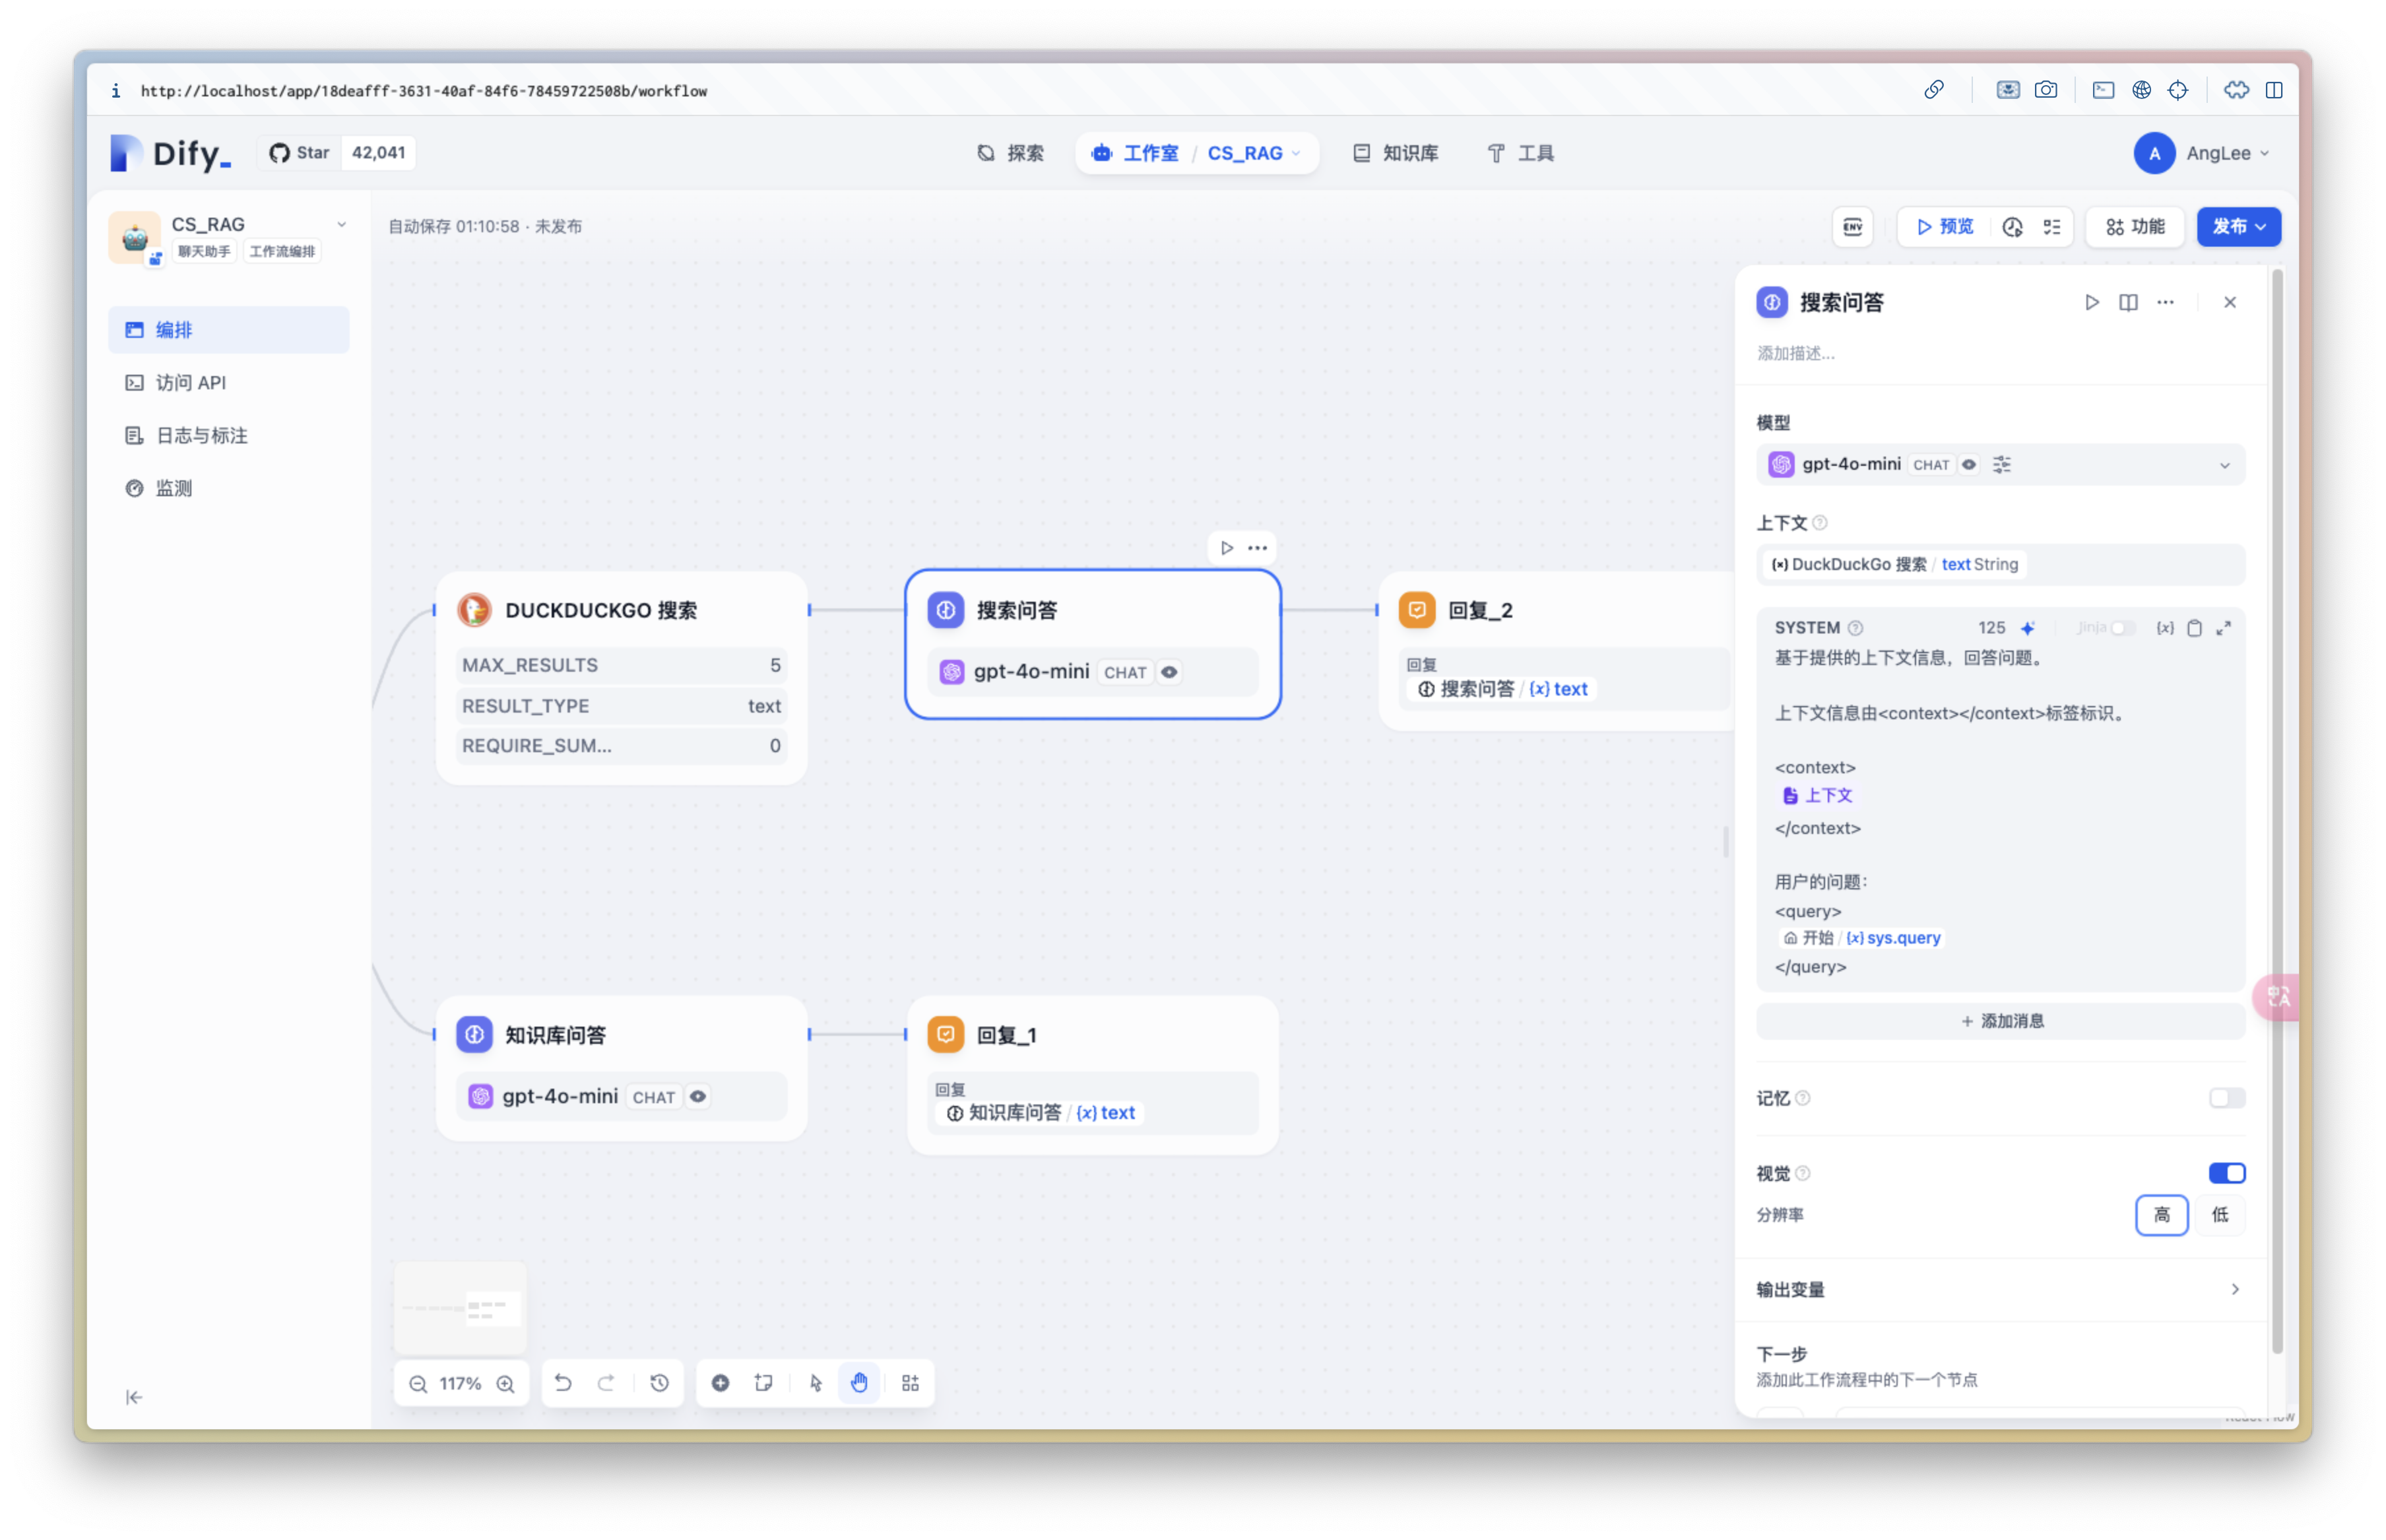 i http://localhost/app/18deafff-3631-40af-84f6-78459722508b/workflow
Dify_
Star 42,041
探索
工作室 / CS_RAG
知识库
工具
A AngLee
CS_RAG
聊天助手 工作流编排
编排
访问 API
日志与标注
监测
自动保存 01:10:58 · 未发布
ENV
预览
功能
发布
DUCKDUCKGO 搜索
MAX_RESULTS 5
RESULT_TYPE text
REQUIRE_SUM... 0
搜索问答
gpt-4o-mini CHAT
回复_2
回复
搜索问答 / {x} text
知识库问答
gpt-4o-mini CHAT
回复_1
回复
知识库问答 / {x} text
117%
搜索问答
添加描述...
模型
gpt-4o-mini CHAT
上下文
(×) DuckDuckGo 搜索 / text String
SYSTEM 125 Jinja {x}
基于提供的上下文信息，回答问题。
上下文信息由<context></context>标签标识。
<context>
上下文
</context>
用户的问题：
<query>
开始 / {x} sys.query
</query>
+ 添加消息
记忆
视觉
分辨率 高 低
输出变量
下一步
添加此工作流程中的下一个节点